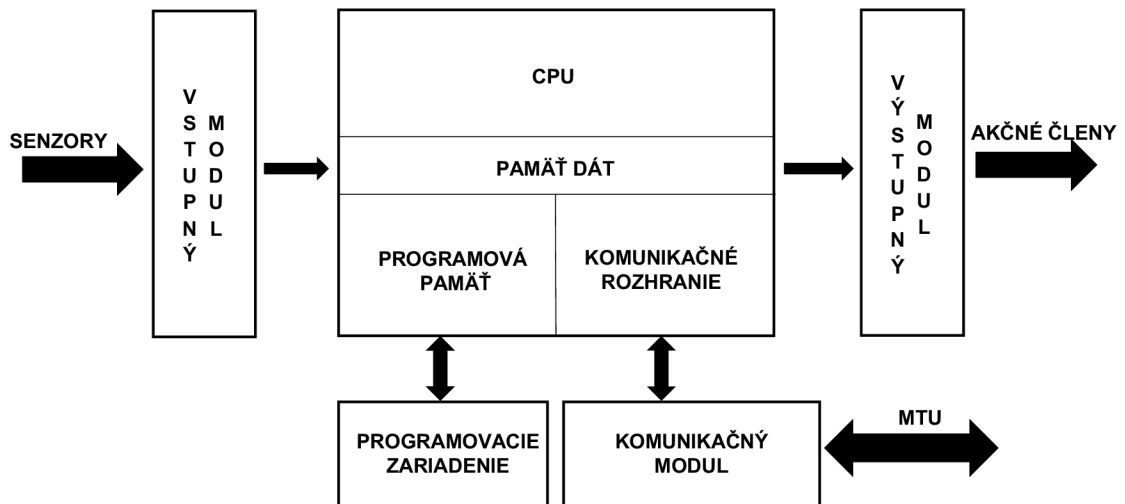 SENZORY
VSTUPNÝ
MODUL
CPU
PAMÄŤ DÁT
PROGRAMOVÁ
PAMÄŤ
KOMUNIKAČNÉ
ROZHRANIE
VÝSTUPNÝ
MODUL
AKČNÉ ČLENY
PROGRAMOVACIE
ZARIADENIE
KOMUNIKAČNÝ
MODUL
MTU